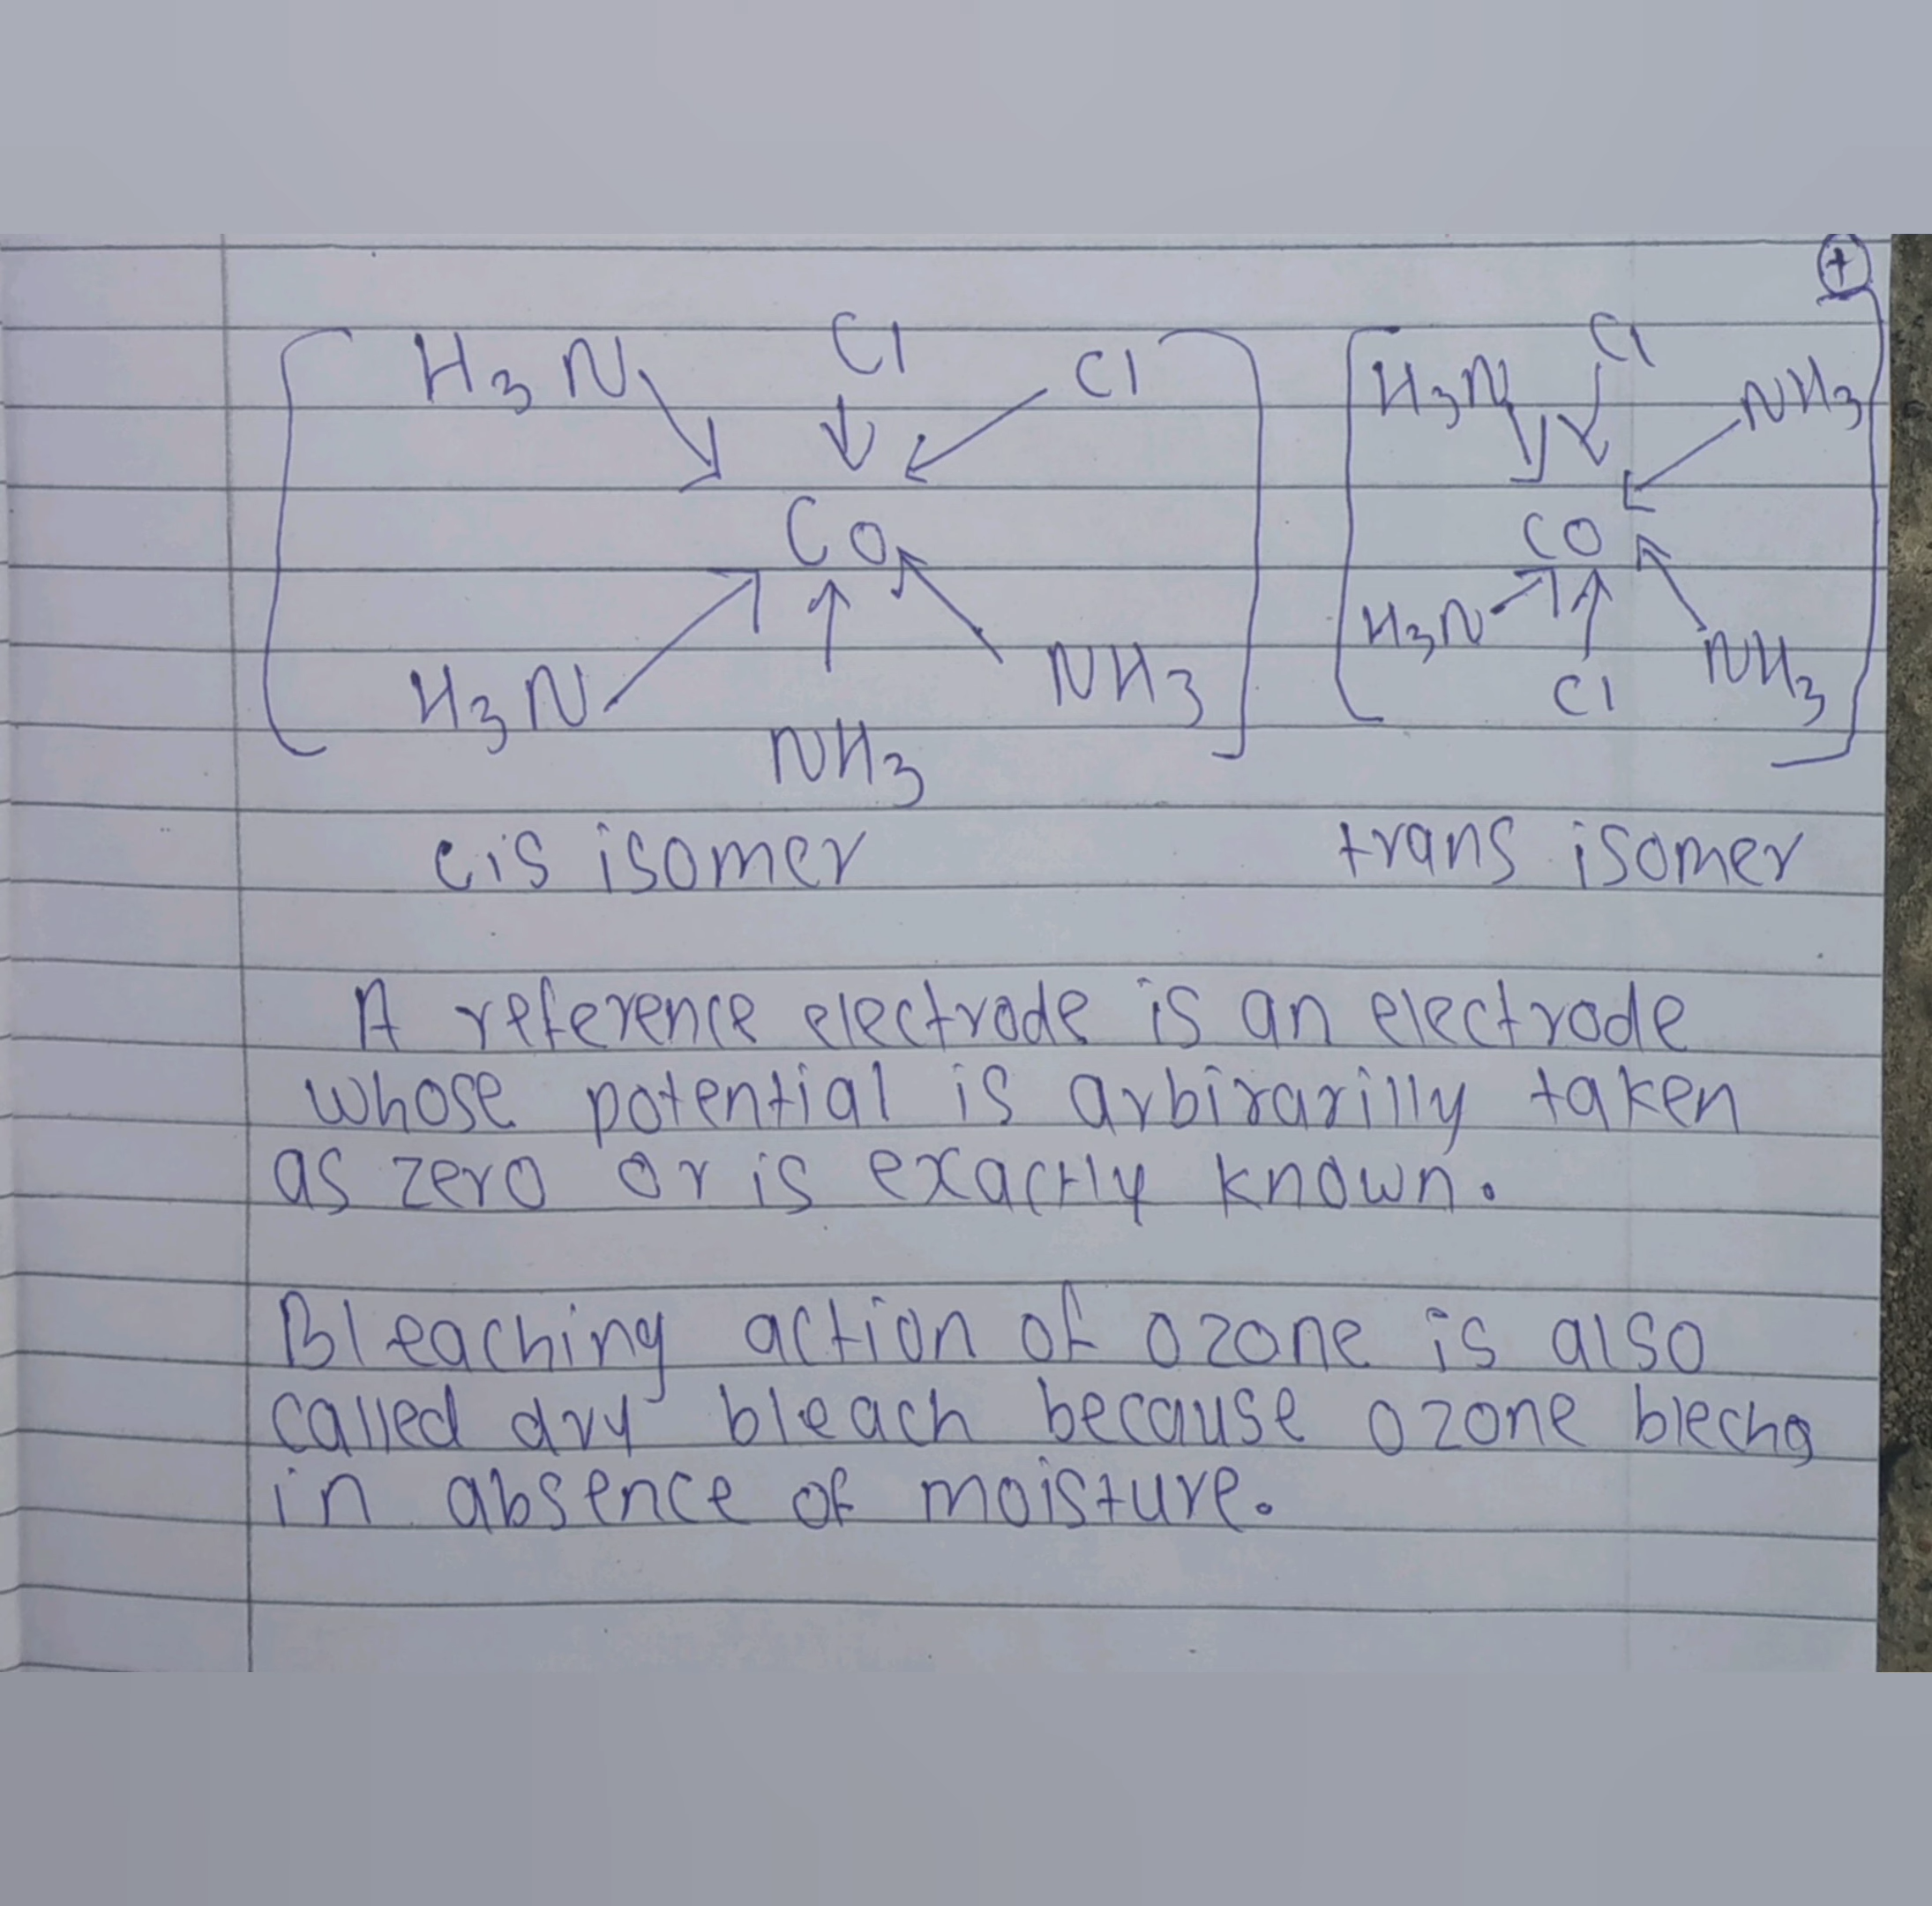 +
H3N Cl Cl H3N Cl NH3
Co CO
H3N NH3 NH3 H3N Cl NH3
cis isomer trans isomer
A reference electrode is an electrode
whose potential is arbirarilly taken
as zero or is exactly known.
Bleaching action of ozone is also
called dry bleach because ozone
in absence of moisture.